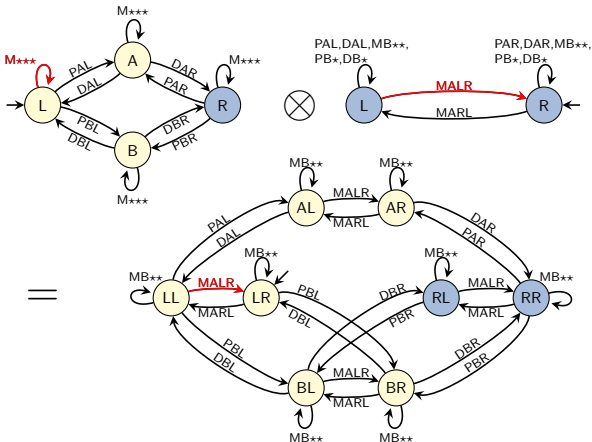 M⋆⋆⋆
M⋆⋆⋆
A
M⋆⋆⋆
PAL
DAL
DAR
PAR
L
R
PBL
DBL
DBR
PBR
B
M⋆⋆⋆
⊗
PAL,DAL,MB⋆⋆,
PB⋆,DB⋆
PAR,DAR,MB⋆⋆,
PB⋆,DB⋆
L
MALR
MARL
R
=
MB⋆⋆
MB⋆⋆
AL
MALR
MARL
AR
PAL
DAL
DAR
PAR
MB⋆⋆
MB⋆⋆
MB⋆⋆
MB⋆⋆
LL
MALR
MARL
LR
PBL
DBL
DBR
PBR
RL
MALR
MARL
RR
PBL
DBL
DBR
PBR
BL
MALR
MARL
BR
MB⋆⋆
MB⋆⋆